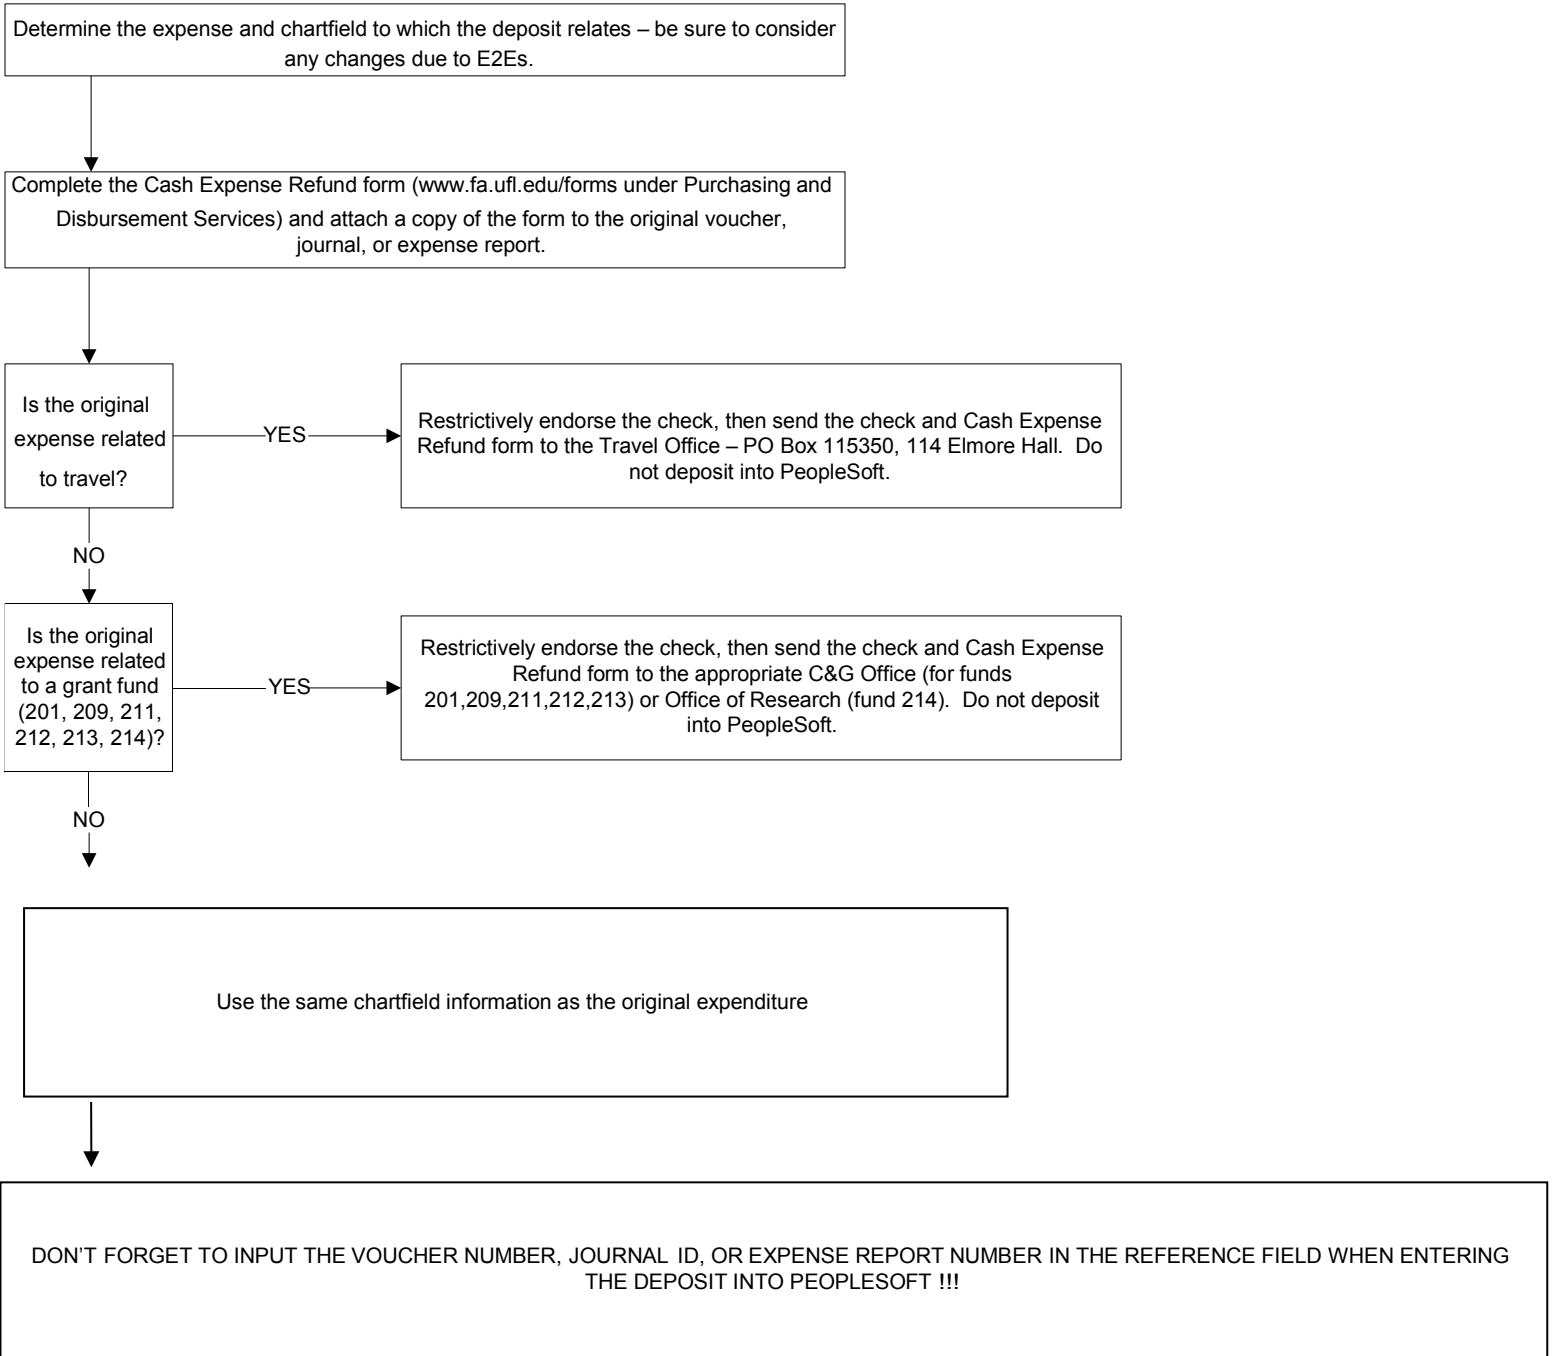 Determine the expense and chartfield to which the deposit relates – be sure to consider
any changes due to E2Es.
Complete the Cash Expense Refund form (www.fa.ufl.edu/forms under Purchasing and
Disbursement Services) and attach a copy of the form to the original voucher,
journal, or expense report.
Is the original
expense related
to travel?
YES
Restrictively endorse the check, then send the check and Cash Expense
Refund form to the Travel Office – PO Box 115350, 114 Elmore Hall.  Do
not deposit into PeopleSoft.
NO
Is the original
expense related
to a grant fund
(201, 209, 211,
212, 213, 214)?
YES
Restrictively endorse the check, then send the check and Cash Expense
Refund form to the appropriate C&G Office (for funds
201,209,211,212,213) or Office of Research (fund 214).  Do not deposit
into PeopleSoft.
NO
Use the same chartfield information as the original expenditure
DON'T FORGET TO INPUT THE VOUCHER NUMBER, JOURNAL ID, OR EXPENSE REPORT NUMBER IN THE REFERENCE FIELD WHEN ENTERING
THE DEPOSIT INTO PEOPLESOFT !!!